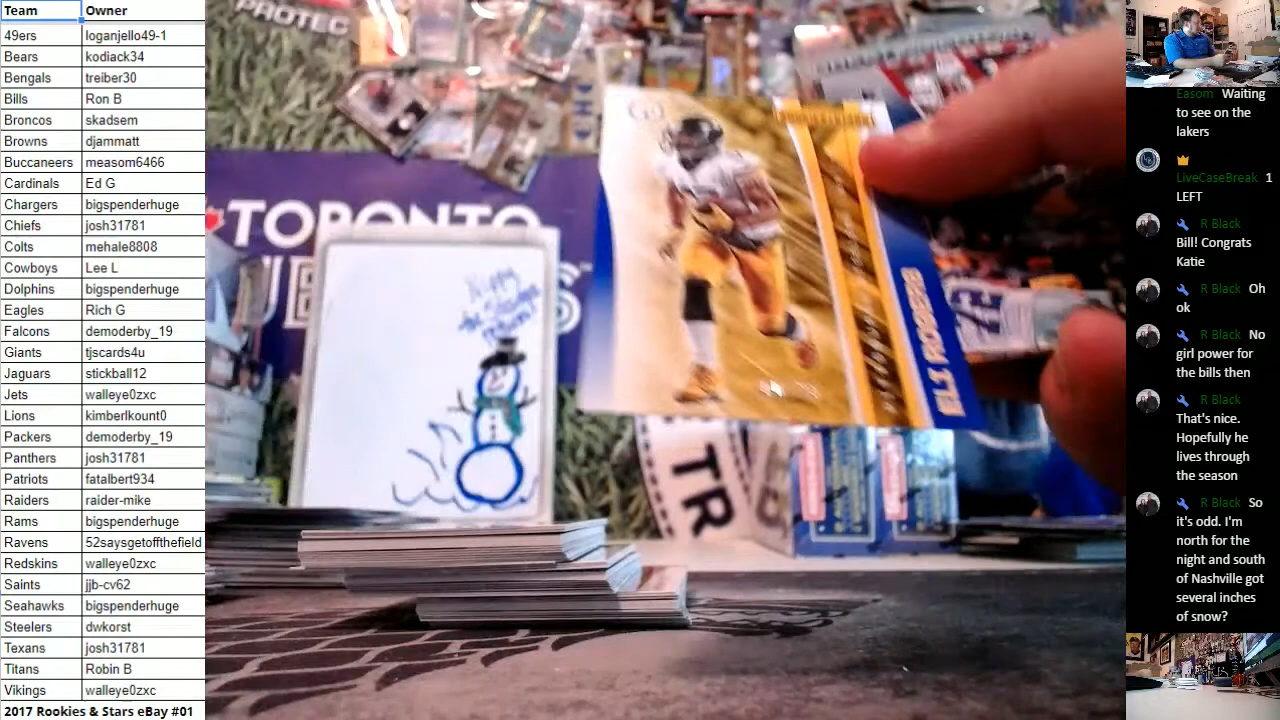 Team Owner
49ers loganjello49-1
Bears kodiack34
Bengals treiber30
Bills Ron B
Broncos skadsem
Browns djammatt
Buccaneers measom6466
Cardinals Ed G
Chargers bigspenderhuge
Chiefs josh31781
Colts mehale8808
Cowboys Lee L
Dolphins bigspenderhuge
Eagles Rich G
Falcons demoderby_19
Giants tjscards4u
Jaguars stickball12
Jets walleye0zxc
Lions kimberlkount0
Packers demoderby_19
Panthers josh31781
Patriots fatalbert934
Raiders raider-mike
Rams bigspenderhuge
Ravens 52saysgetoffthefield
Redskins walleye0zxc
Saints jjb-cv62
Seahawks bigspenderhuge
Steelers dwkorst
Texans josh31781
Titans Robin B
Vikings walleye0zxc
2017 Rookies & Stars eBay #01
PROTEC
TORONTO
ELI ROGERS
TR
Easom Waiting
to see on the
lakers
LiveCaseBreak 1
LEFT
R Black
Bill! Congrats
Katie
R Black Oh
ok
R Black No
girl power for
the bills then
R Black
That's nice.
Hopefully he
lives through
the season
R Black So
it's odd. I'm
north for the
night and south
of Nashville got
several inches
of snow?